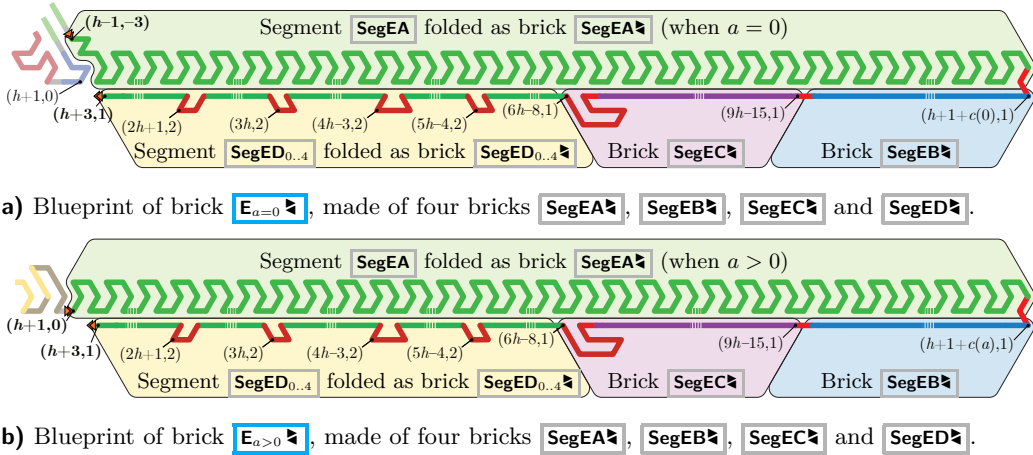 Segment SegEA folded as brick SegEA (when a = 0)
(h–1,–3)
(h+1,0)
(h+3,1)
(2h+1,2) (3h,2) (4h–3,2) (5h–4,2) (6h–8,1) (9h–15,1) (h+1+c(0),1)
Segment SegED0..4 folded as brick SegED0..4 Brick SegEC Brick SegEB
a) Blueprint of brick Ea=0 , made of four bricks SegEA, SegEB, SegEC and SegED.
Segment SegEA folded as brick SegEA (when a > 0)
(h+1,0)
(h+3,1)
(2h+1,2) (3h,2) (4h–3,2) (5h–4,2) (6h–8,1) (9h–15,1) (h+1+c(a),1)
Segment SegED0..4 folded as brick SegED0..4 Brick SegEC Brick SegEB
b) Blueprint of brick Ea>0 , made of four bricks SegEA, SegEB, SegEC and SegED.